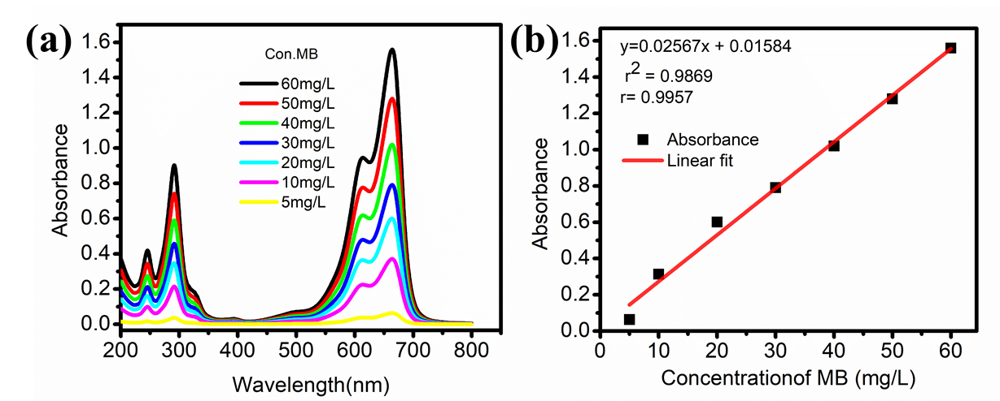 (a)
Absorbance
1.6
1.4
1.2
1.0
0.8
0.6
0.4
0.2
0.0
Con.MB
60mg/L
50mg/L
40mg/L
30mg/L
20mg/L
10mg/L
5mg/L
200 300 400 500 600 700 800
Wavelength(nm)
(b)
Absorbance
1.6
1.4
1.2
1.0
0.8
0.6
0.4
0.2
0.0
y=0.02567x + 0.01584
r2 = 0.9869
r= 0.9957
Absorbance
Linear fit
0 10 20 30 40 50 60
Concentrationof MB (mg/L)